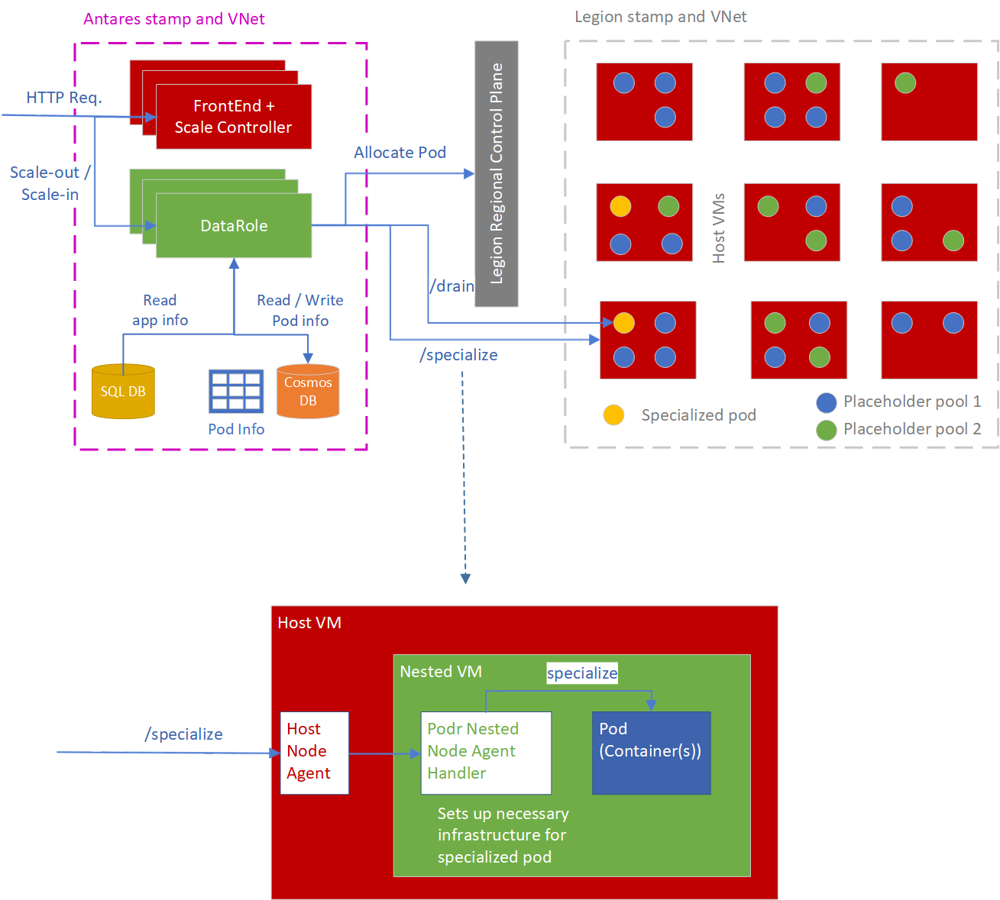 Antares stamp and VNet
Legion stamp and VNet
HTTP Req.
FrontEnd +
Scale Controller
Scale-out /
Scale-in
DataRole
Allocate Pod
Legion Regional Control Plane
Host VMs
/drain
/specialize
Read
app info
Read / Write
Pod info
SQL DB
Pod Info
Cosmos
DB
Specialized pod
Placeholder pool 1
Placeholder pool 2
Host VM
Nested VM
specialize
/specialize
Host
Node
Agent
Podr Nested
Node Agent
Handler
Pod
(Container(s))
Sets up necessary
infrastructure for
specialized pod